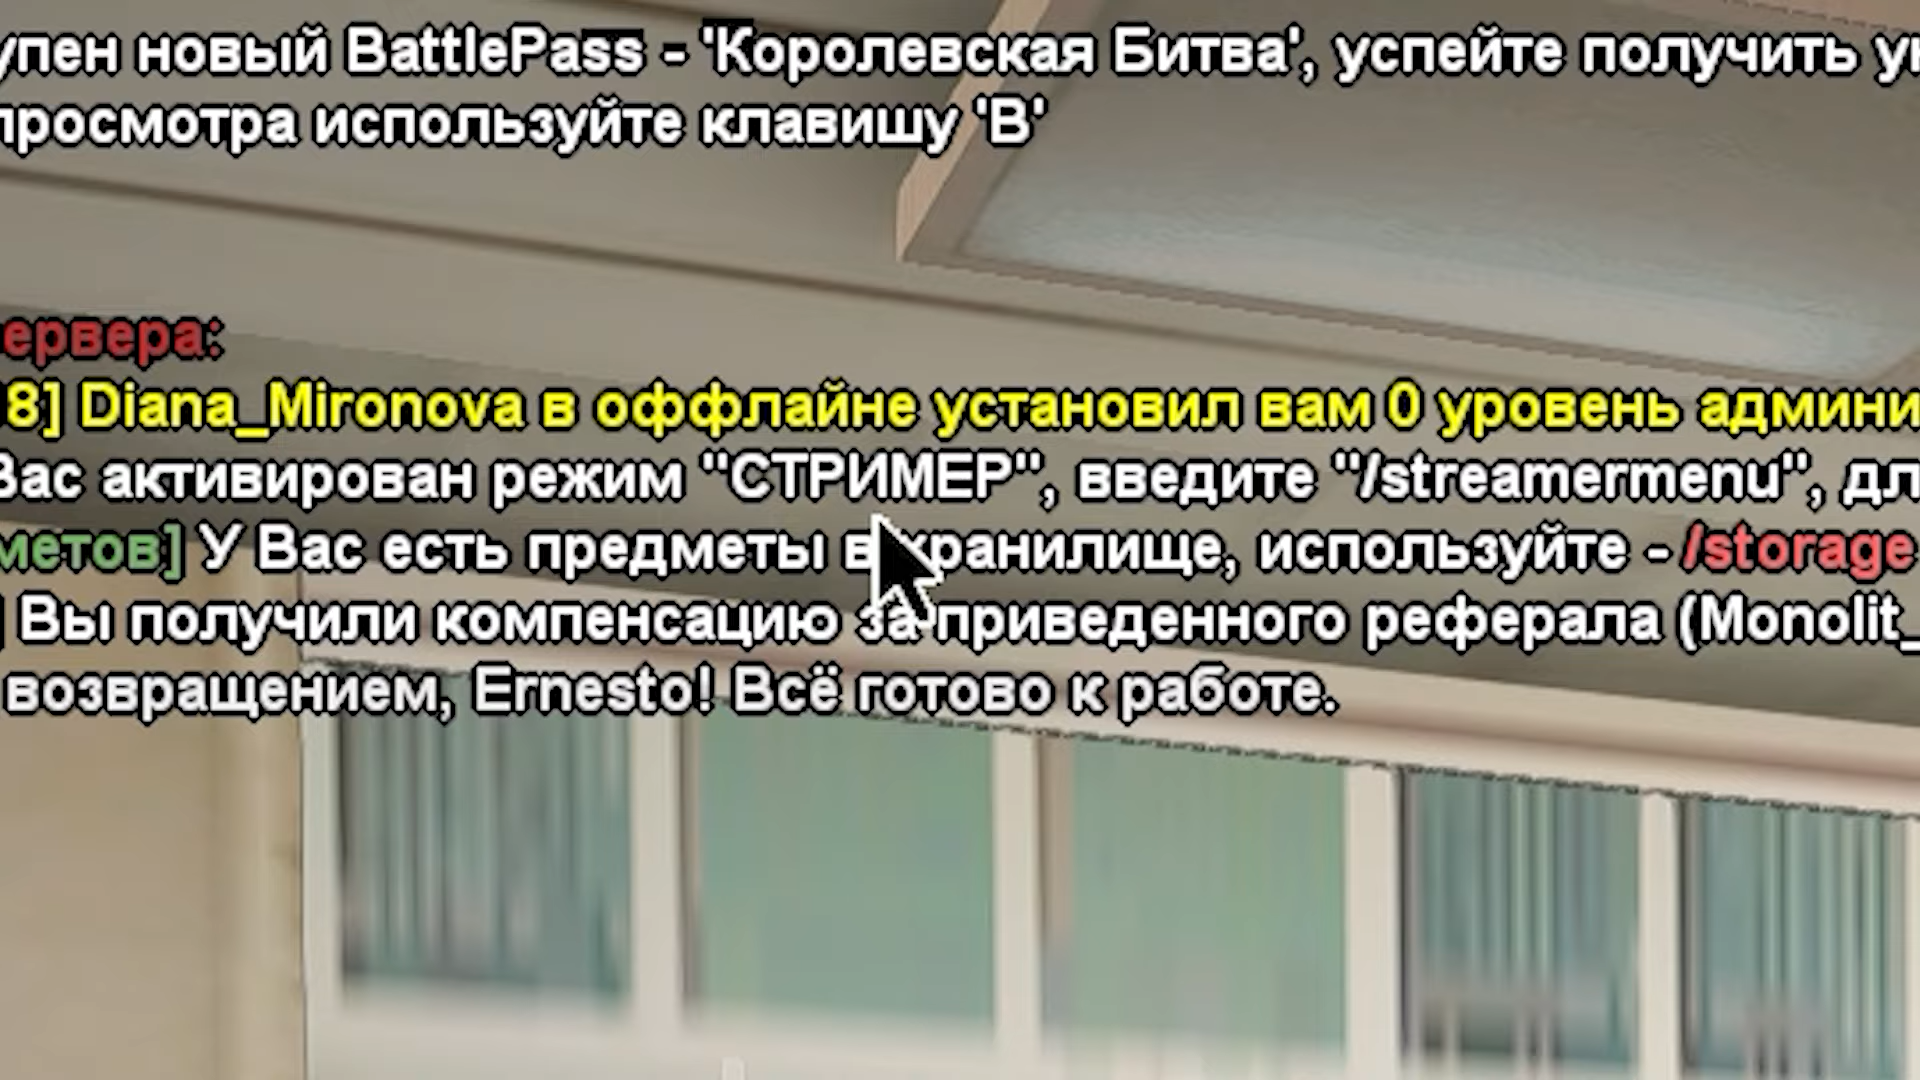 упен новый BattlePass - 'Королевская Битва', успейте получить ун
просмотра используйте клавишу 'B'
ервера:
8] Diana_Mironova в оффлайне установил вам 0 уровень админи
Вас активирован режим "СТРИМЕР", введите "/streamermenu", дл
метов] У Вас есть предметы в хранилище, используйте - /storage
] Вы получили компенсацию за приведенного реферала (Monolit_
возвращением, Ernesto! Всё готово к работе.